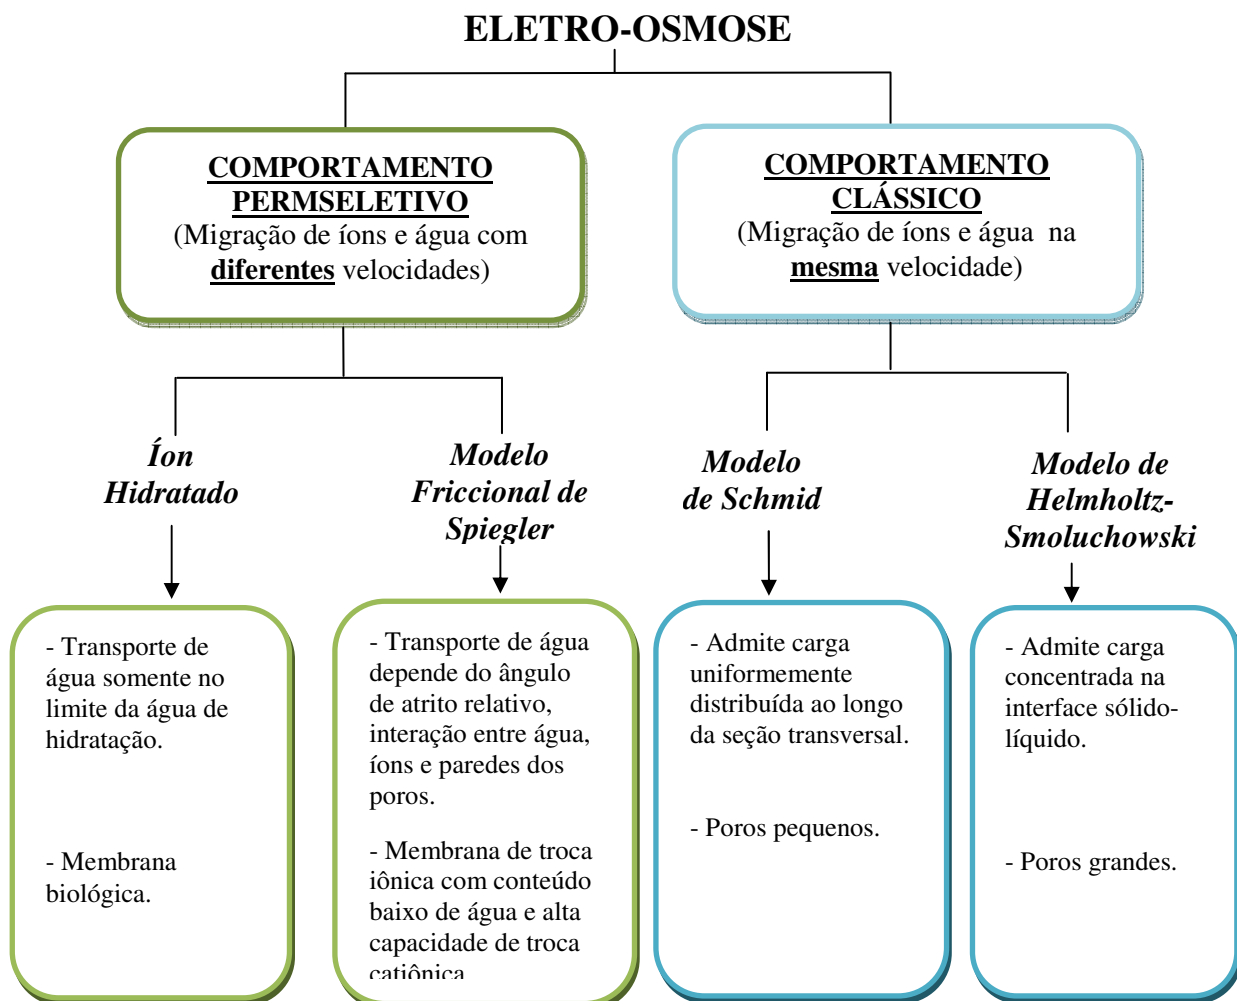 ELETRO-OSMOSE
COMPORTAMENTO
PERMSELETIVO
(Migração de íons e água com
diferentes velocidades)
COMPORTAMENTO
CLÁSSICO
(Migração de íons e água na
mesma velocidade)
Íon
Hidratado
Modelo
Friccional de
Spiegler
Modelo
de Schmid
Modelo de
Helmholtz-
Smoluchowski
- Transporte de
água somente no
limite da água de
hidratação.
- Membrana
biológica.
- Transporte de água
depende do ângulo
de atrito relativo,
interação entre água,
íons e paredes dos
poros.
- Membrana de troca
iônica com conteúdo
baixo de água e alta
capacidade de troca
catiônica
- Admite carga
uniformemente
distribuída ao longo
da seção transversal.
- Poros pequenos.
- Admite carga
concentrada na
interface sólido-
líquido.
- Poros grandes.